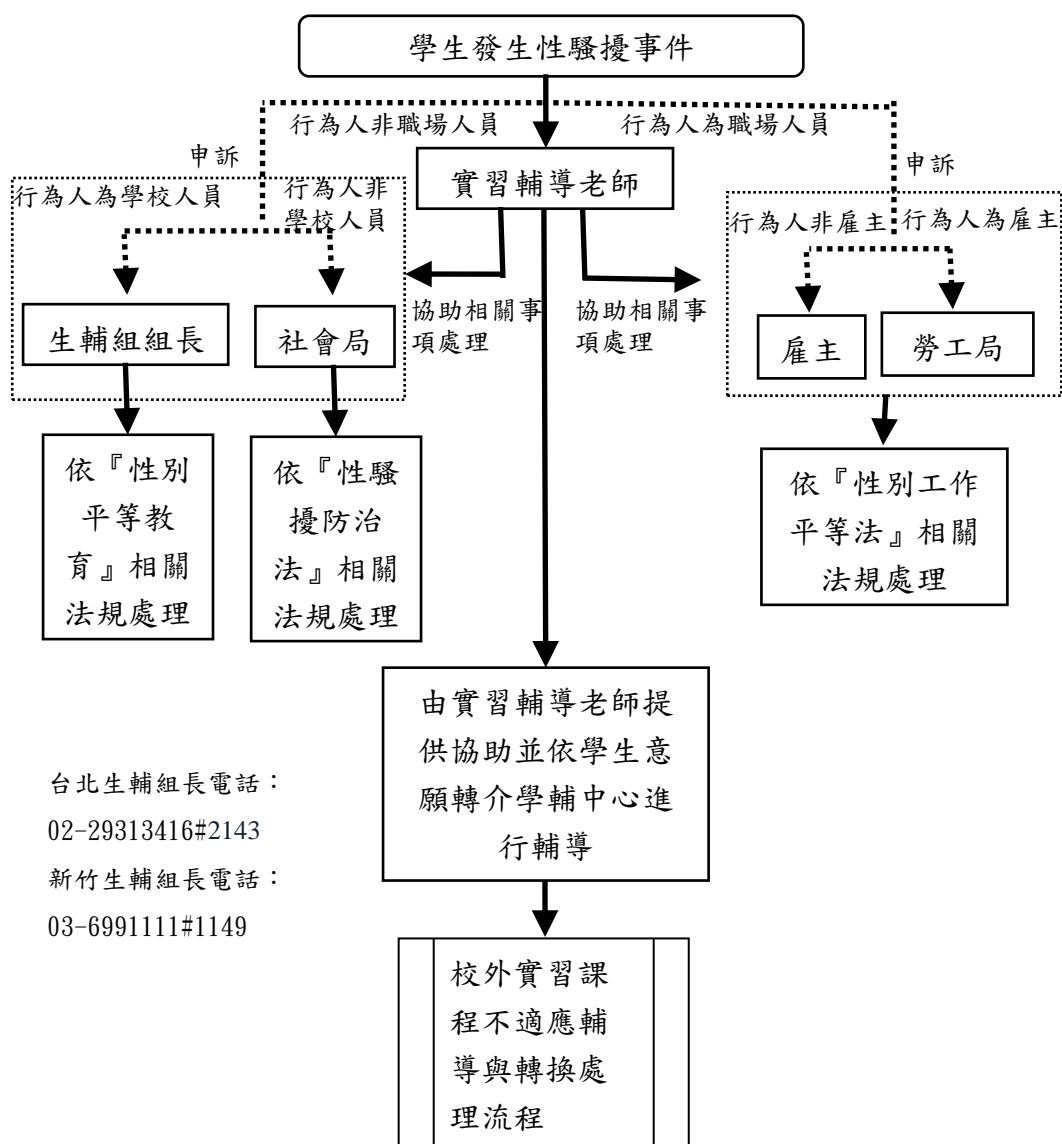 學生發生性騷擾事件
行為人非職場人員
行為人為職場人員
申訴
實習輔導老師
申訴
行為人為學校人員
行為人非
學校人員
行為人非雇主
行為人為雇主
協助相關事
項處理
協助相關事
項處理
生輔組組長
社會局
雇主
勞工局
依『性別
平等教
育』相關
法規處理
依『性騷
擾防治
法』相關
法規處理
依『性別工作
平等法』相關
法規處理
由實習輔導老師提
供協助並依學生意
願轉介學輔中心進
行輔導
台北生輔組長電話：
02-29313416#2143
新竹生輔組長電話：
03-6991111#1149
校外實習課
程不適應輔
導與轉換處
理流程